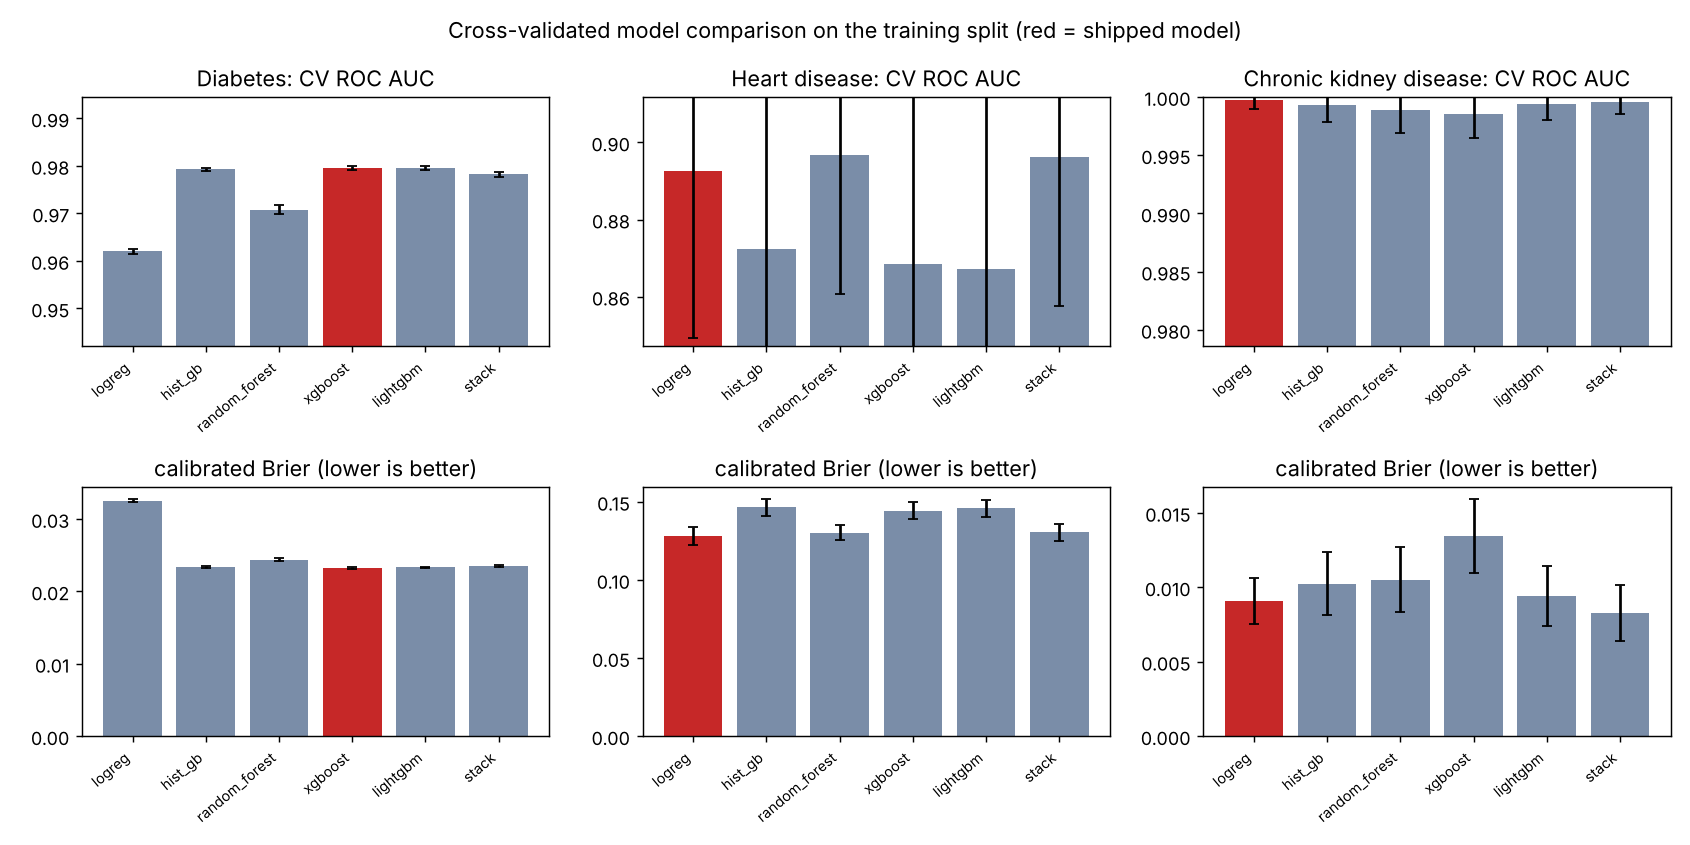 Cross-validated model comparison on the training split (red = shipped model)
Diabetes: CV ROC AUC
0.99
0.98
0.97
0.96
0.95
logreg
hist_gb
random_forest
xgboost
lightgbm
stack
Heart disease: CV ROC AUC
0.90
0.88
0.86
logreg
hist_gb
random_forest
xgboost
lightgbm
stack
Chronic kidney disease: CV ROC AUC
1.000
0.995
0.990
0.985
0.980
logreg
hist_gb
random_forest
xgboost
lightgbm
stack
calibrated Brier (lower is better)
0.03
0.02
0.01
0.00
logreg
hist_gb
random_forest
xgboost
lightgbm
stack
calibrated Brier (lower is better)
0.15
0.10
0.05
0.00
logreg
hist_gb
random_forest
xgboost
lightgbm
stack
calibrated Brier (lower is better)
0.015
0.010
0.005
0.000
logreg
hist_gb
random_forest
xgboost
lightgbm
stack